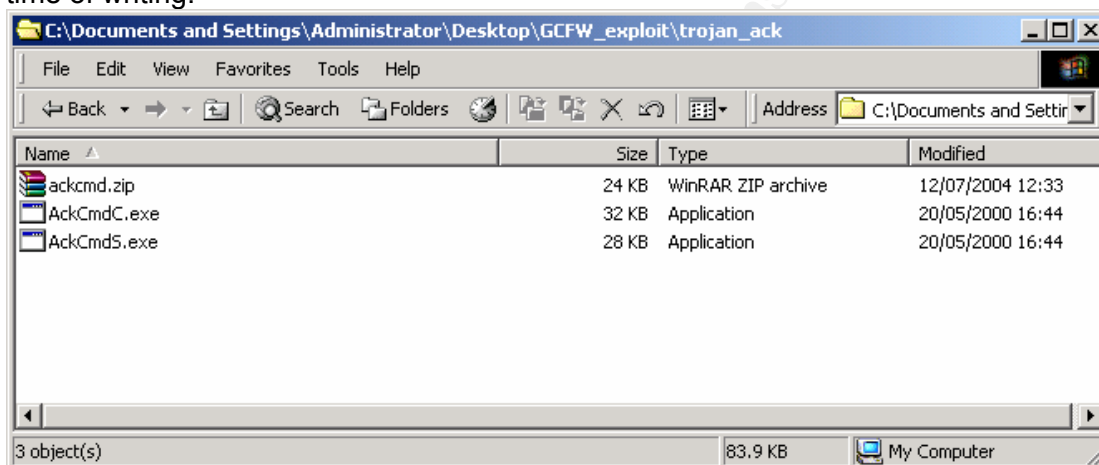 time of writing.
C:\Documents and Settings\Administrator\Desktop\GCFW_exploit\trojan_ack
File Edit View Favorites Tools Help
Back Search Folders Address C:\Documents and Settir
Name Size Type Modified
ackcmd.zip 24 KB WinRAR ZIP archive 12/07/2004 12:33
AckCmdC.exe 32 KB Application 20/05/2000 16:44
AckCmdS.exe 28 KB Application 20/05/2000 16:44
3 object(s) 83.9 KB My Computer